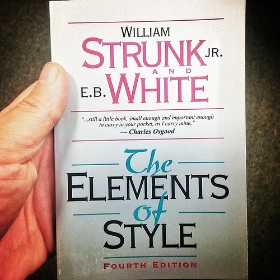 WILLIAM
STRUNK JR.
AND
E.B. WHITE
"...still a little book, small enough and important enough
to carry in your pocket, as I carry mine."
— Charles Osgood
The
ELEMENTS
of
STYLE
FOURTH EDITION